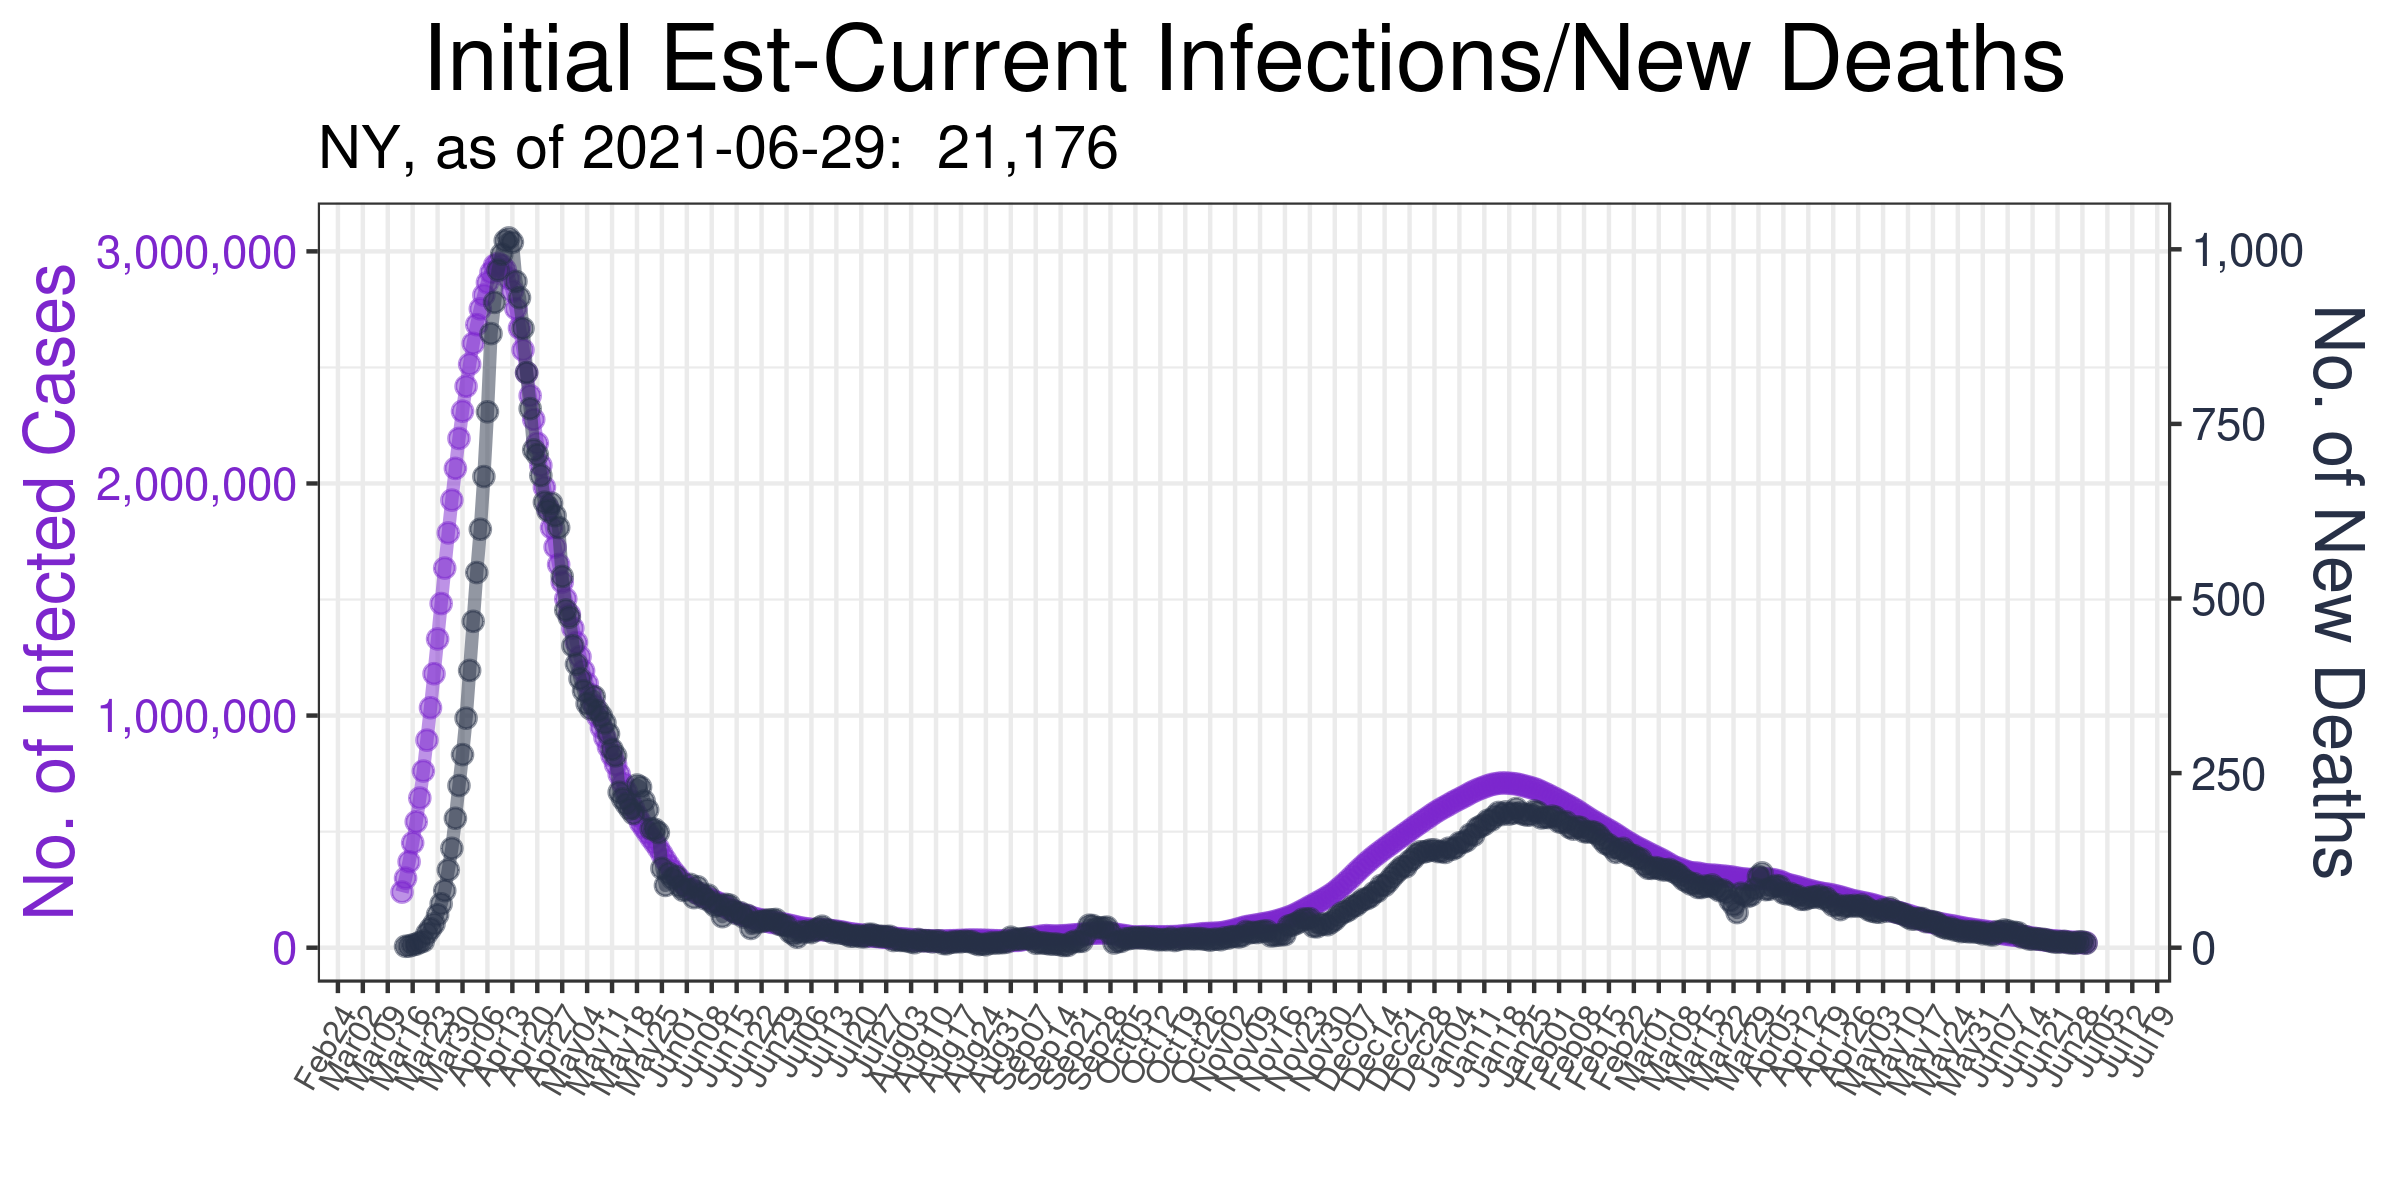 Initial Est-Current Infections/New Deaths
NY, as of 2021-06-29:  21,176
No. of Infected Cases
3,000,000
2,000,000
1,000,000
0
1,000
750
500
250
0
No. of New Deaths
Feb24
Mar02
Mar09
Mar16
Mar23
Mar30
Apr06
Apr13
Apr20
Apr27
May04
May11
May18
May25
Jun01
Jun08
Jun15
Jun22
Jun29
Jul06
Jul13
Jul20
Jul27
Aug03
Aug10
Aug17
Aug24
Aug31
Sep07
Sep14
Sep21
Sep28
Oct05
Oct12
Oct19
Oct26
Nov02
Nov09
Nov16
Nov23
Nov30
Dec07
Dec14
Dec21
Dec28
Jan04
Jan11
Jan18
Jan25
Feb01
Feb08
Feb15
Feb22
Mar01
Mar08
Mar15
Mar22
Mar29
Apr05
Apr12
Apr19
Apr26
May03
May10
May17
May24
May31
Jun07
Jun14
Jun21
Jun28
Jul05
Jul12
Jul19